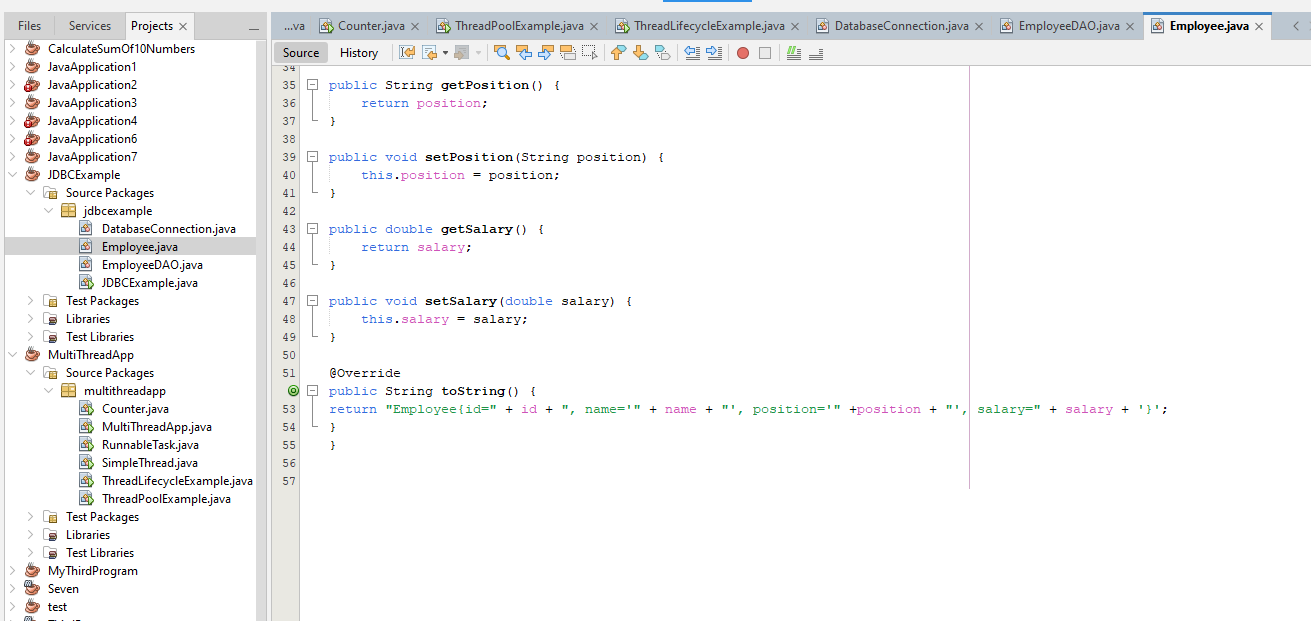 Files Services Projects
CalculateSumOf10Numbers
JavaApplication1
JavaApplication2
JavaApplication3
JavaApplication4
JavaApplication6
JavaApplication7
JDBCExample
Source Packages
jdbcexample
DatabaseConnection.java
Employee.java
EmployeeDAO.java
JDBCExample.java
Test Packages
Libraries
Test Libraries
MultiThreadApp
Source Packages
multithreadapp
Counter.java
MultiThreadApp.java
RunnableTask.java
SimpleThread.java
ThreadLifecycleExample.java
ThreadPoolExample.java
Test Packages
Libraries
Test Libraries
MyThirdProgram
Seven
test
...va Counter.java ThreadPoolExample.java ThreadLifecycleExample.java DatabaseConnection.java EmployeeDAO.java Employee.java
Source History
34
35 public String getPosition() {
36 return position;
37 }
38
39 public void setPosition(String position) {
40 this.position = position;
41 }
42
43 public double getSalary() {
44 return salary;
45 }
46
47 public void setSalary(double salary) {
48 this.salary = salary;
49 }
50
51 @Override
public String toString() {
53 return "Employee{id=" + id + ", name='" + name + "', position='" +position + "', salary=" + salary + '}';
54 }
55 }
56
57